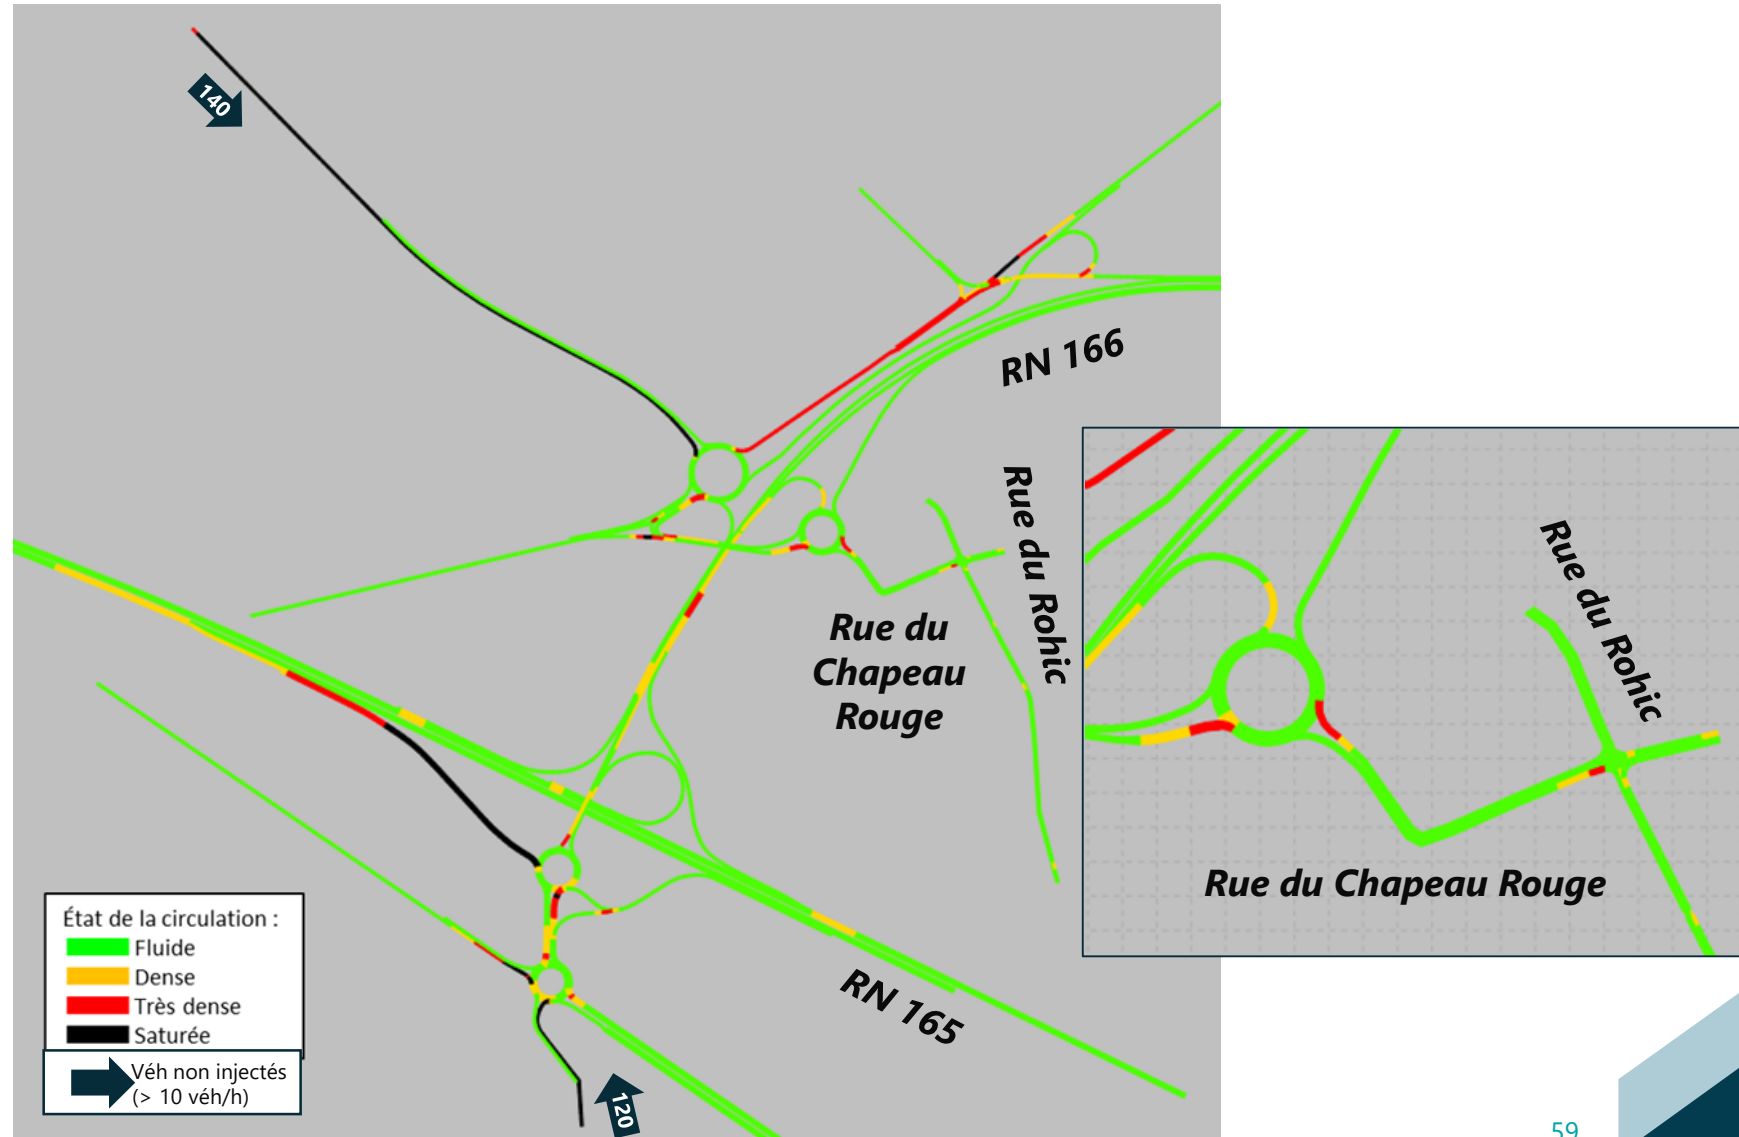 140
RN 166
Rue du Rohic
Rue du
Chapeau
Rouge
Rue du Rohic
Rue du Chapeau Rouge
RN 165
État de la circulation :
Fluide
Dense
Très dense
Saturée
Véh non injectés
(> 10 véh/h)
120
59